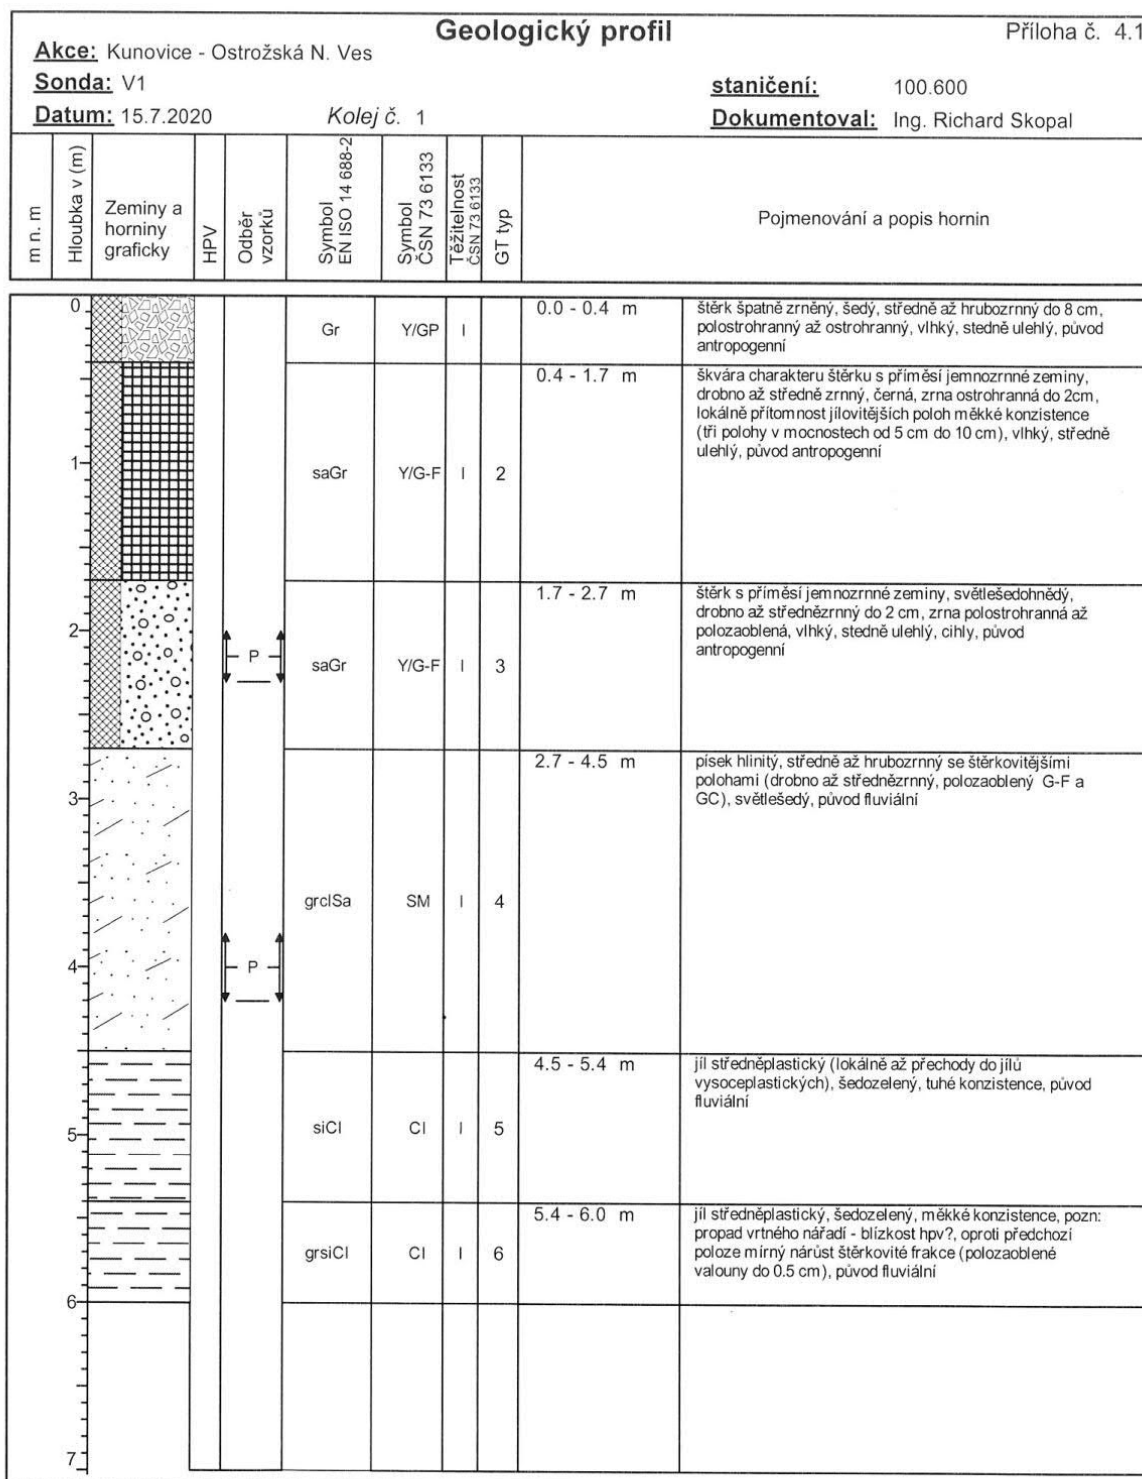 Geologický profil
Příloha č. 4.1
Akce: Kunovice - Ostrožská N. Ves
Sonda: V1
staničení: 100.600
Datum: 15.7.2020 Kolej č. 1
Dokumentoval: Ing. Richard Skopal
m n. m
Hloubka v (m)
Zeminy a
horniny
graficky
HPV
Odběr
vzorků
Symbol
EN ISO 14 688-2
Symbol
ČSN 73 6133
Těžitelnost
ČSN 73 6133
GT typ
Pojmenování a popis hornin
0
Gr Y/GP I
0.0 - 0.4 m
štěrk špatně zrněný, šedý, středně až hrubozrnný do 8 cm,
polostrohranný až ostrohranný, vlhký, stedně ulehlý, původ
antropogenní
1
saGr Y/G-F I 2
0.4 - 1.7 m
škvára charakteru štěrku s příměsí jemnozrnné zeminy,
drobno až středně zrnný, černá, zrna ostrohranná do 2cm,
lokálně přítomnost jílovitějších poloh měkké konzistence
(tři polohy v mocnostech od 5 cm do 10 cm), vlhký, středně
ulehlý, původ antropogenní
2
P
saGr Y/G-F I 3
1.7 - 2.7 m
štěrk s příměsí jemnozrnné zeminy, světlešedohnědý,
drobno až střednězrnný do 2 cm, zrna polostrohranná až
polozaoblená, vlhký, stedně ulehlý, cihly, původ
antropogenní
3
4
P
grclSa SM I 4
2.7 - 4.5 m
písek hlinitý, středně až hrubozrnný se štěrkovitějšími
polohami (drobno až střednězrnný, polozaoblený G-F a
GC), světlešedý, původ fluviální
5
siCl CI I 5
4.5 - 5.4 m
jíl středněplastický (lokálně až přechody do jílů
vysoceplastických), šedozelený, tuhé konzistence, původ
fluviální
6
grsiCl CI I 6
5.4 - 6.0 m
jíl středněplastický, šedozelený, měkké konzistence, pozn:
propad vrtného nářadí - blízkost hpv?, oproti předchozí
poloze mírný nárůst štěrkovité frakce (polozaoblené
valouny do 0.5 cm), původ fluviální
7